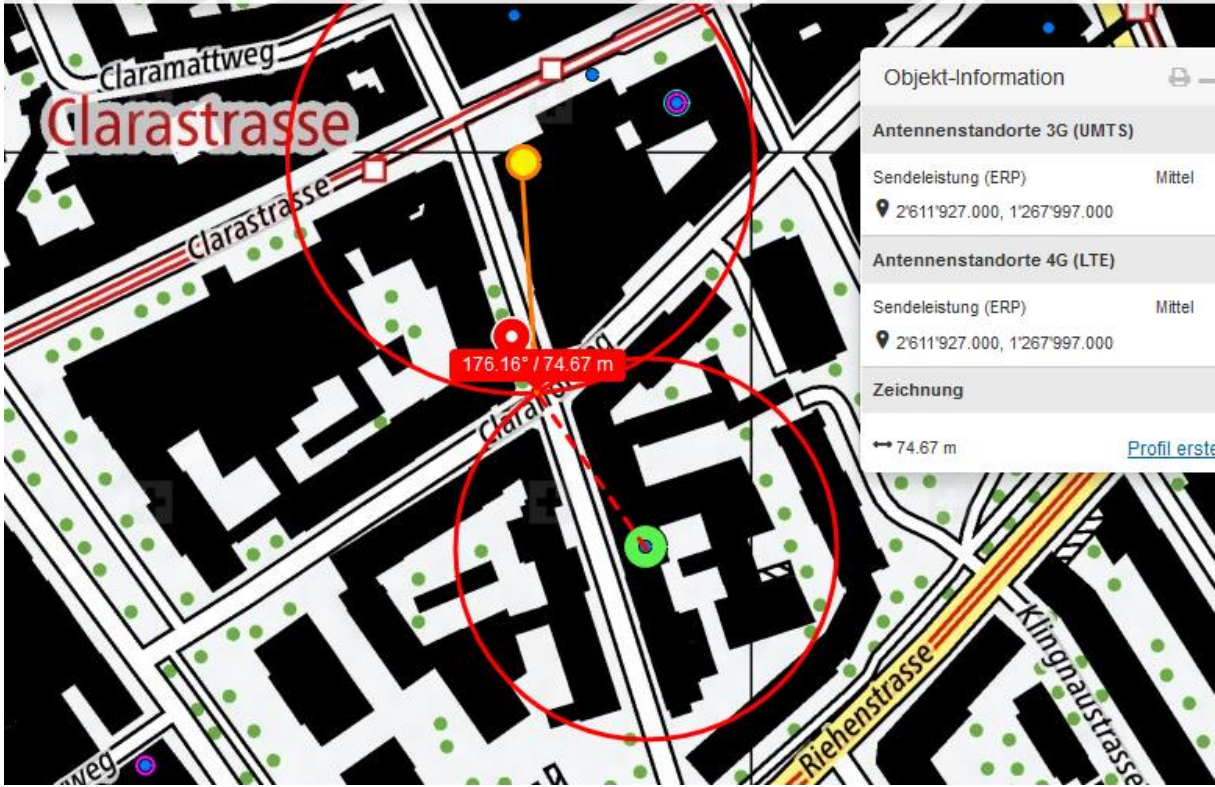 Claramattweg
Clarastrasse
Clarastrasse
176.16° / 74.67 m
Riehenstrasse
Klingnaustrasse
Objekt-Information
Antennenstandorte 3G (UMTS)
Sendeleistung (ERP) Mittel
2'611'927.000, 1'267'997.000
Antennenstandorte 4G (LTE)
Sendeleistung (ERP) Mittel
2'611'927.000, 1'267'997.000
Zeichnung
74.67 m Profil erste